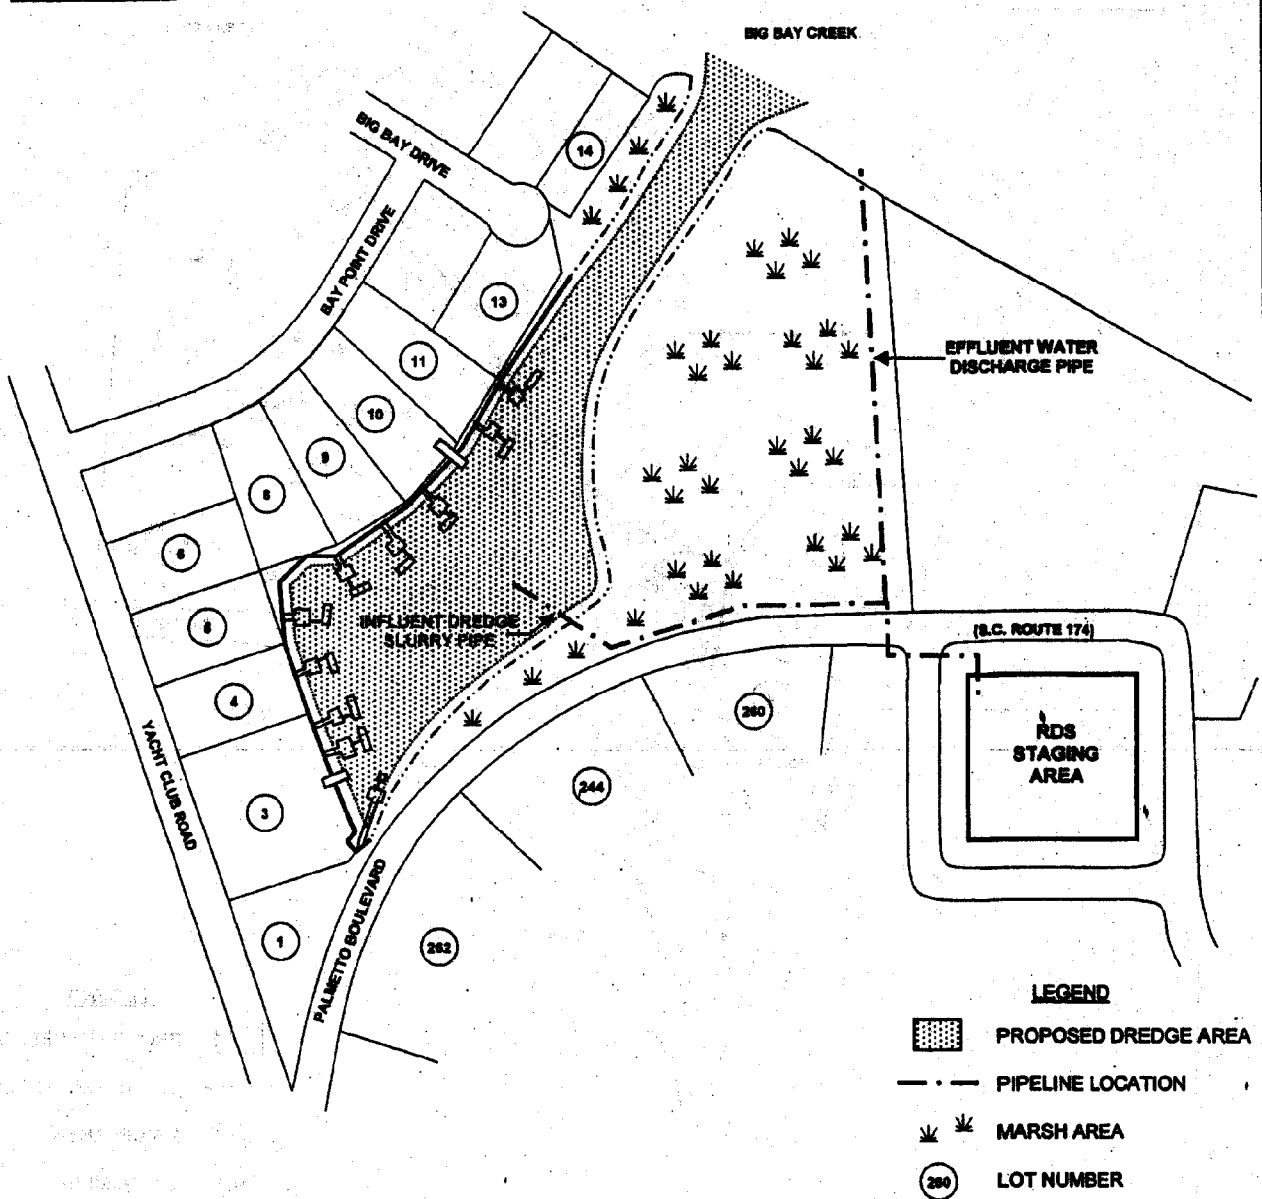 BIG BAY CREEK
BIG BAY DRIVE
14
BAY POINT DRIVE
13
11
10
9
8
6
5
4
3
1
EFFLUENT WATER
DISCHARGE PIPE
INFLUENT DREDGE
SLURRY PIPE
(S.C. ROUTE 174)
RDS
STAGING
AREA
260
244
262
YACHT CLUB ROAD
PALMETTO BOULEVARD
LEGEND
PROPOSED DREDGE AREA
PIPELINE LOCATION
MARSH AREA
260
LOT NUMBER